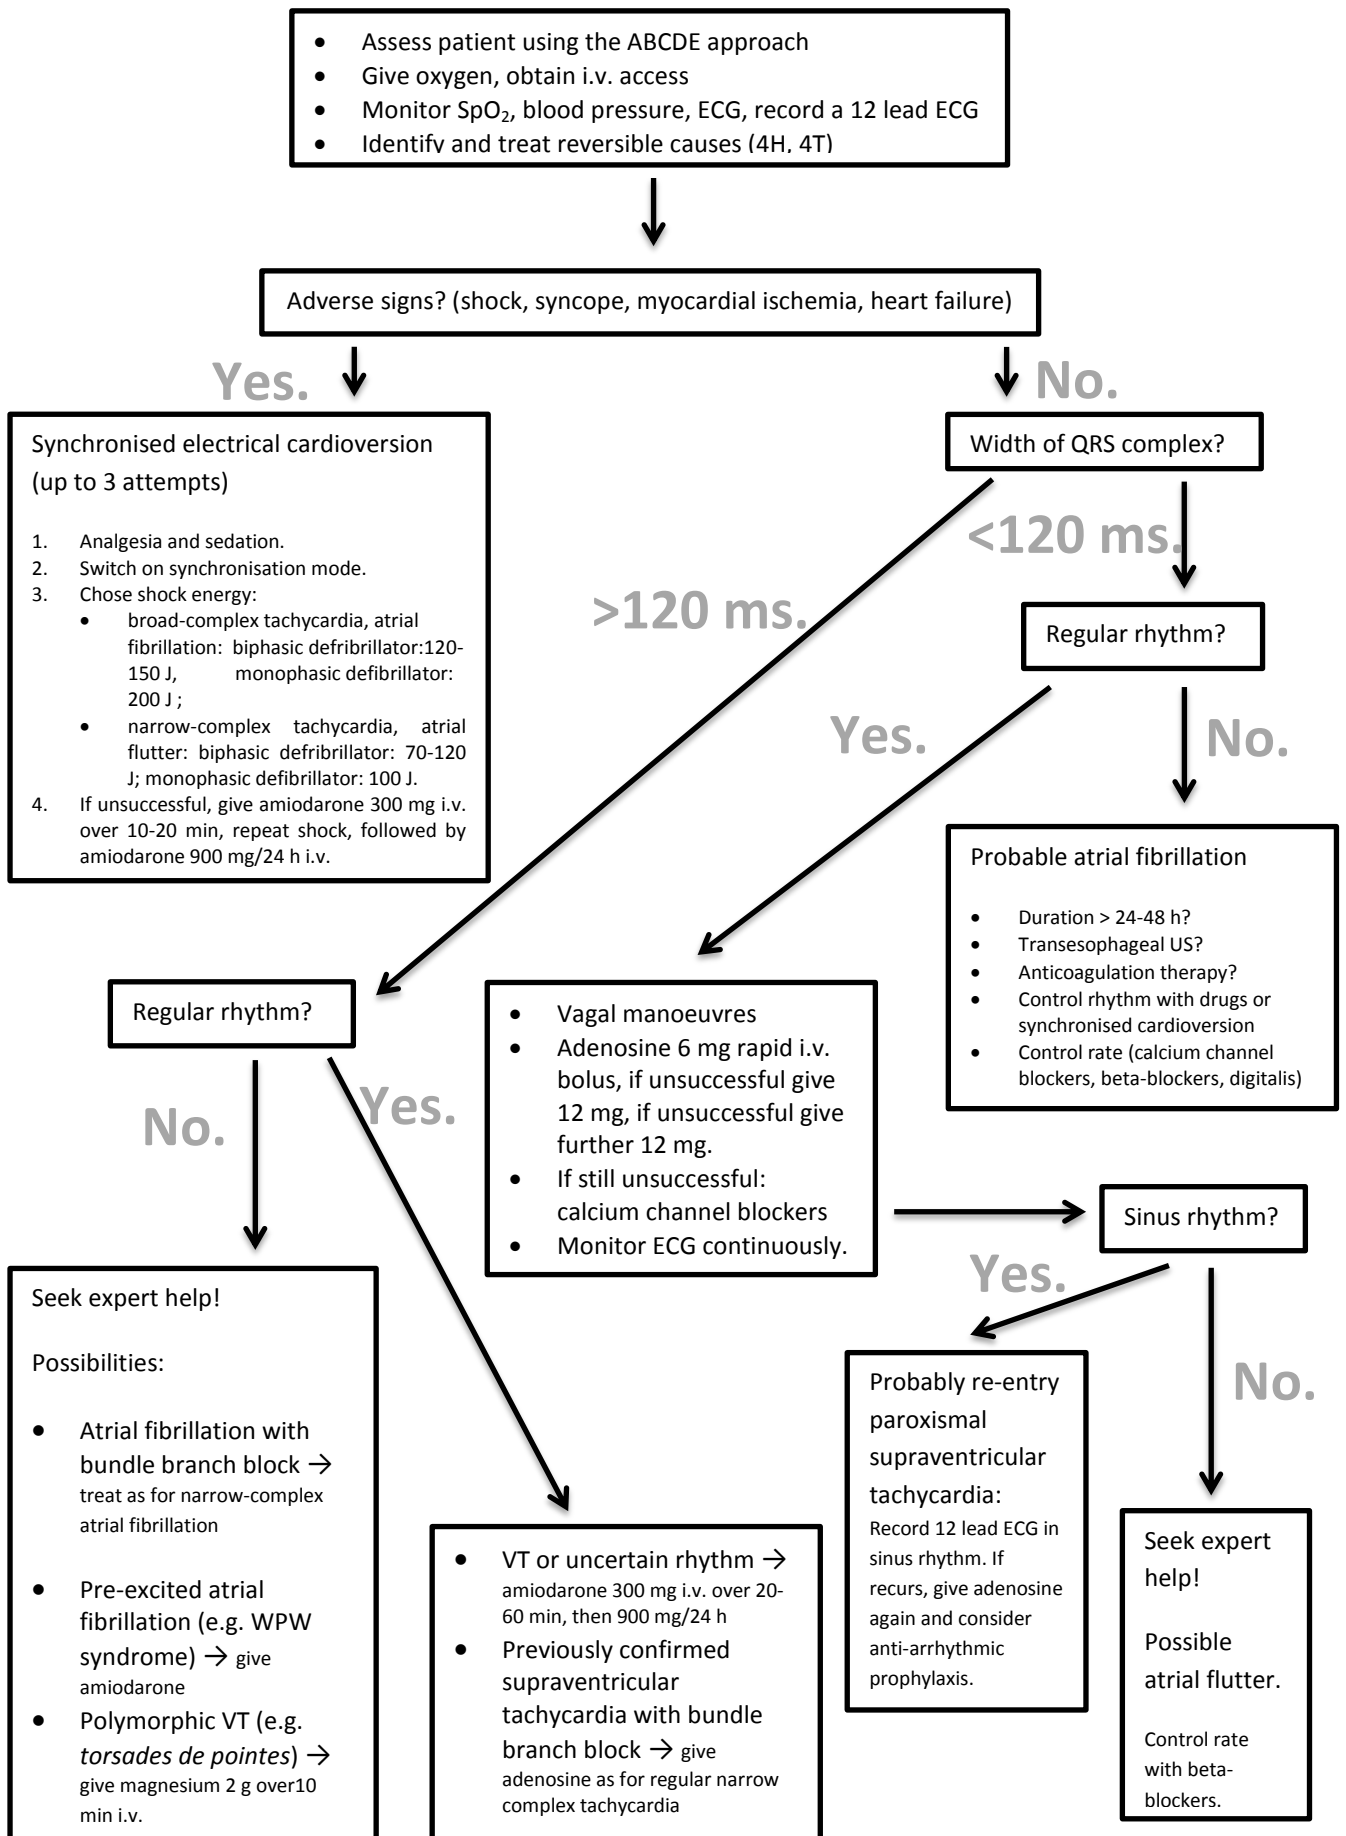 • Assess patient using the ABCDE approach
• Give oxygen, obtain i.v. access
• Monitor SpO₂, blood pressure, ECG, record a 12 lead ECG
• Identify and treat reversible causes (4H, 4T)
Adverse signs? (shock, syncope, myocardial ischemia, heart failure)
Yes.
No.
Synchronised electrical cardioversion
(up to 3 attempts)
1. Analgesia and sedation.
2. Switch on synchronisation mode.
3. Chose shock energy:
• broad-complex tachycardia, atrial
fibrillation: biphasic defribrillator:120-
150 J, monophasic defibrillator:
200 J ;
• narrow-complex tachycardia, atrial
flutter: biphasic defribrillator: 70-120
J; monophasic defibrillator: 100 J.
4. If unsuccessful, give amiodarone 300 mg i.v.
over 10-20 min, repeat shock, followed by
amiodarone 900 mg/24 h i.v.
Width of QRS complex?
<120 ms.
>120 ms.
Regular rhythm?
Yes.
No.
Probable atrial fibrillation
• Duration > 24-48 h?
• Transesophageal US?
• Anticoagulation therapy?
• Control rhythm with drugs or
synchronised cardioversion
• Control rate (calcium channel
blockers, beta-blockers, digitalis)
Regular rhythm?
No.
Yes.
• Vagal manoeuvres
• Adenosine 6 mg rapid i.v.
bolus, if unsuccessful give
12 mg, if unsuccessful give
further 12 mg.
• If still unsuccessful:
calcium channel blockers
• Monitor ECG continuously.
Sinus rhythm?
Yes.
No.
Seek expert help!
Possibilities:
• Atrial fibrillation with
bundle branch block →
treat as for narrow-complex
atrial fibrillation
• Pre-excited atrial
fibrillation (e.g. WPW
syndrome) → give
amiodarone
• Polymorphic VT (e.g.
torsades de pointes) →
give magnesium 2 g over10
min i.v.
• VT or uncertain rhythm →
amiodarone 300 mg i.v. over 20-
60 min, then 900 mg/24 h
• Previously confirmed
supraventricular
tachycardia with bundle
branch block → give
adenosine as for regular narrow
complex tachycardia
Probably re-entry
paroxismal
supraventricular
tachycardia:
Record 12 lead ECG in
sinus rhythm. If
recurs, give adenosine
again and consider
anti-arrhythmic
prophylaxis.
Seek expert
help!
Possible
atrial flutter.
Control rate
with beta-
blockers.